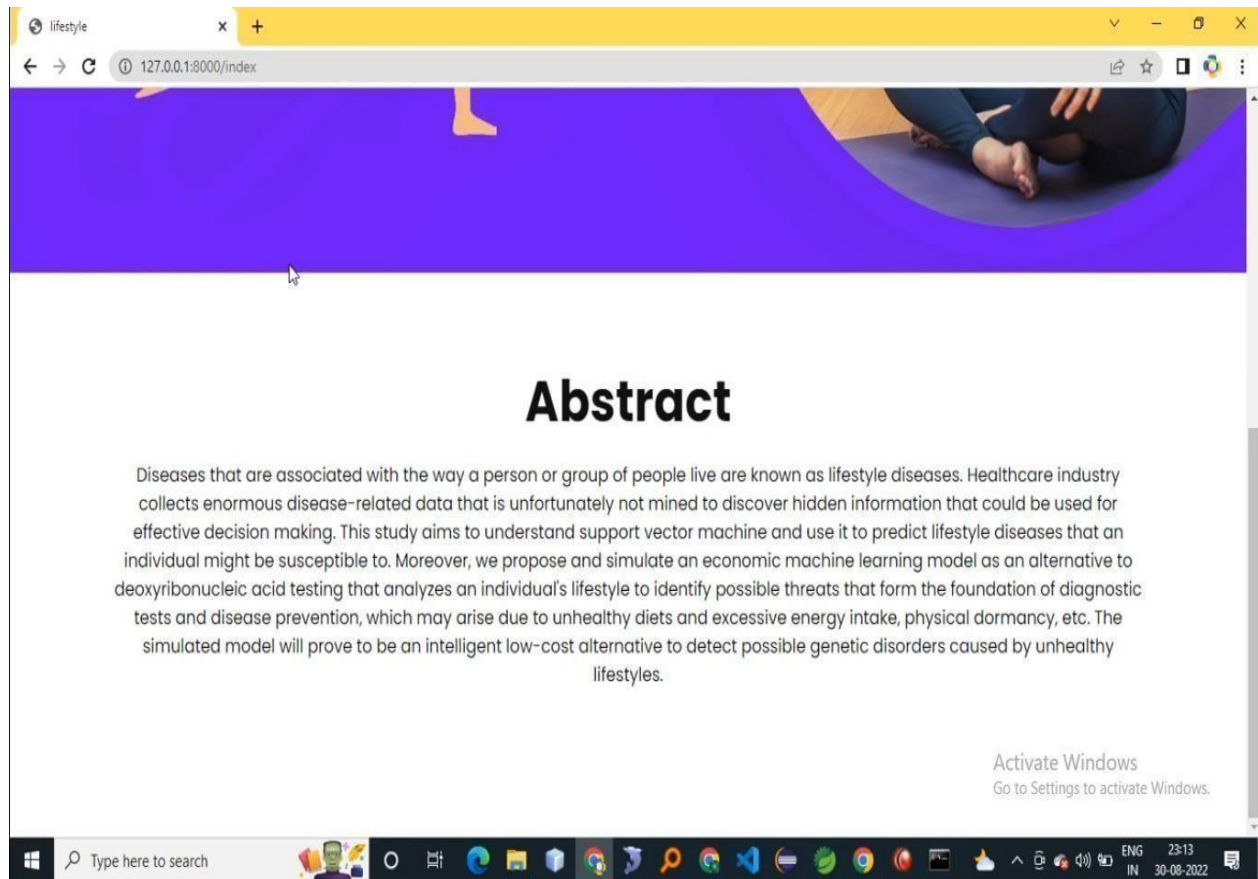 lifestyle
127.0.0.1:8000/index
Abstract
Diseases that are associated with the way a person or group of people live are known as lifestyle diseases. Healthcare industry
collects enormous disease-related data that is unfortunately not mined to discover hidden information that could be used for
effective decision making. This study aims to understand support vector machine and use it to predict lifestyle diseases that an
individual might be susceptible to. Moreover, we propose and simulate an economic machine learning model as an alternative to
deoxyribonucleic acid testing that analyzes an individual's lifestyle to identify possible threats that form the foundation of diagnostic
tests and disease prevention, which may arise due to unhealthy diets and excessive energy intake, physical dormancy, etc. The
simulated model will prove to be an intelligent low-cost alternative to detect possible genetic disorders caused by unhealthy
lifestyles.
Activate Windows
Go to Settings to activate Windows.
Type here to search
ENG
IN
23:13
30-08-2022